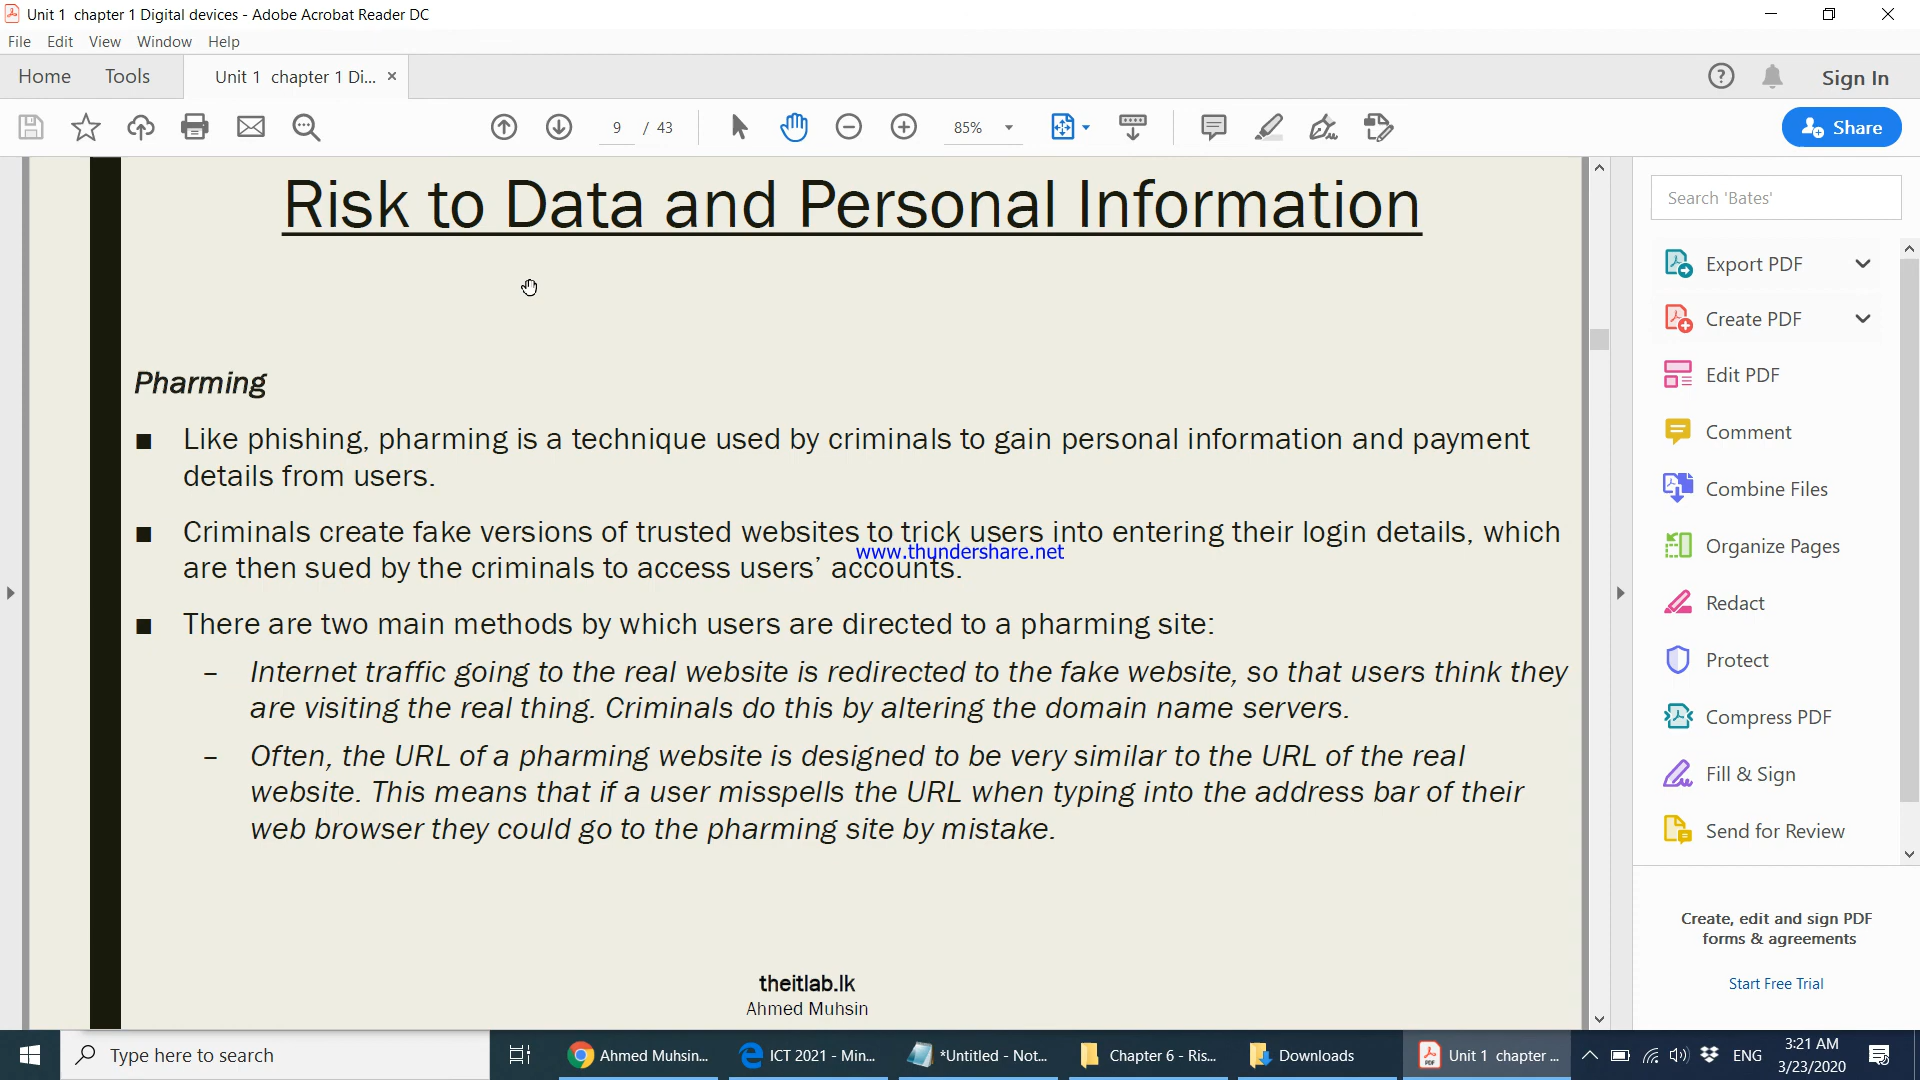 Unit 1  chapter 1 Digital devices - Adobe Acrobat Reader DC
File Edit View Window Help
Home Tools Unit 1  chapter 1 Di... ×
Sign In
9 / 43 85%
Share
Risk to Data and Personal Information
Search 'Bates'
Export PDF
Create PDF
Edit PDF
Comment
Combine Files
Organize Pages
Redact
Protect
Compress PDF
Fill & Sign
Send for Review
Create, edit and sign PDF
forms & agreements
Start Free Trial
Pharming
■ Like phishing, pharming is a technique used by criminals to gain personal information and payment
details from users.
■ Criminals create fake versions of trusted websites to trick users into entering their login details, which
www.thundershare.net
are then sued by the criminals to access users’ accounts.
■ There are two main methods by which users are directed to a pharming site:
– Internet traffic going to the real website is redirected to the fake website, so that users think they
are visiting the real thing. Criminals do this by altering the domain name servers.
– Often, the URL of a pharming website is designed to be very similar to the URL of the real
website. This means that if a user misspells the URL when typing into the address bar of their
web browser they could go to the pharming site by mistake.
theitlab.lk
Ahmed Muhsin
Type here to search
Ahmed Muhsin...
ICT 2021 - Min...
*Untitled - Not...
Chapter 6 - Ris...
Downloads
Unit 1  chapter ...
ENG
3:21 AM
3/23/2020